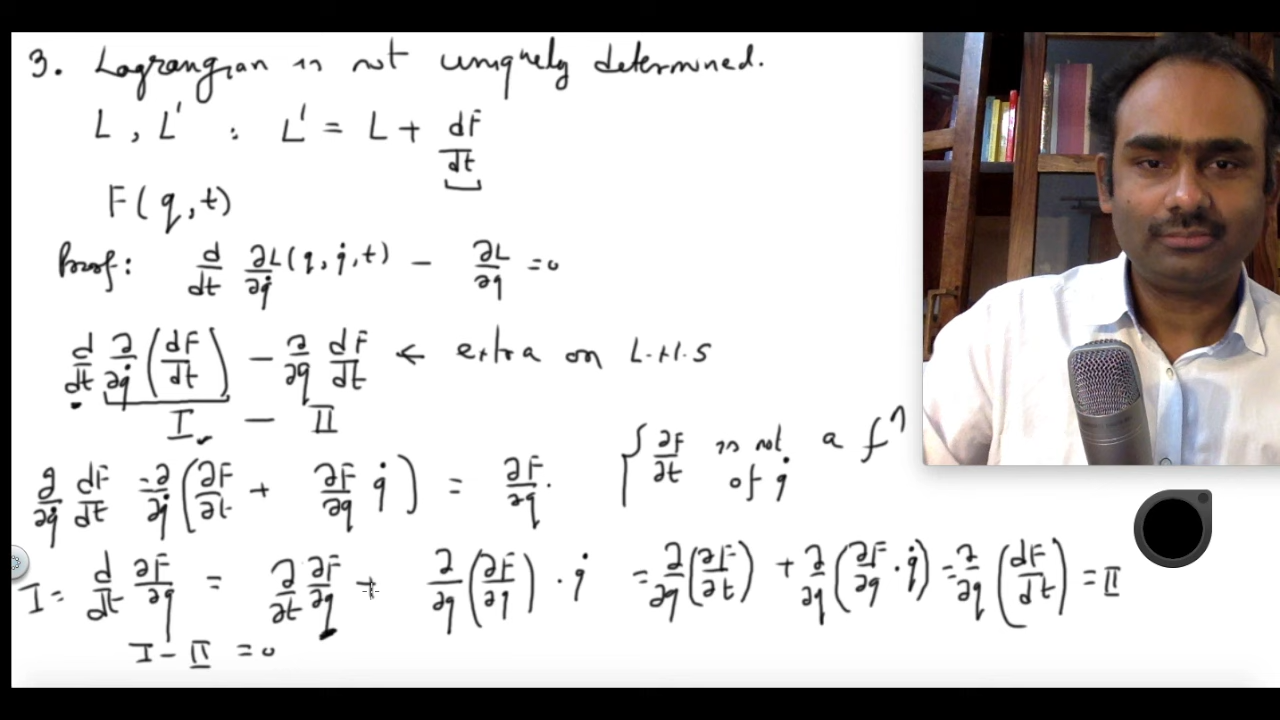 3. Lagrangian is not uniquely determined.
L , L' : L' = L + dF/dt
F(q,t)
Proof: d/dt ∂L(q,q̇,t)/∂q̇ − ∂L/∂q = 0
d/dt ∂/∂q̇ (dF/dt) − ∂/∂q dF/dt ← extra on L.H.S
I − II
∂/∂q̇ dF/dt = ∂/∂q̇ (∂F/∂t + ∂F/∂q q̇) = ∂F/∂q . { ∂F/∂t is not a fⁿ of q̇
I = d/dt ∂F/∂q = ∂/∂t ∂F/∂q + ∂/∂q (∂F/∂q) · q̇ = ∂/∂q (∂F/∂t) + ∂/∂q (∂F/∂q · q̇) = ∂/∂q (dF/dt) = II
I − II = 0